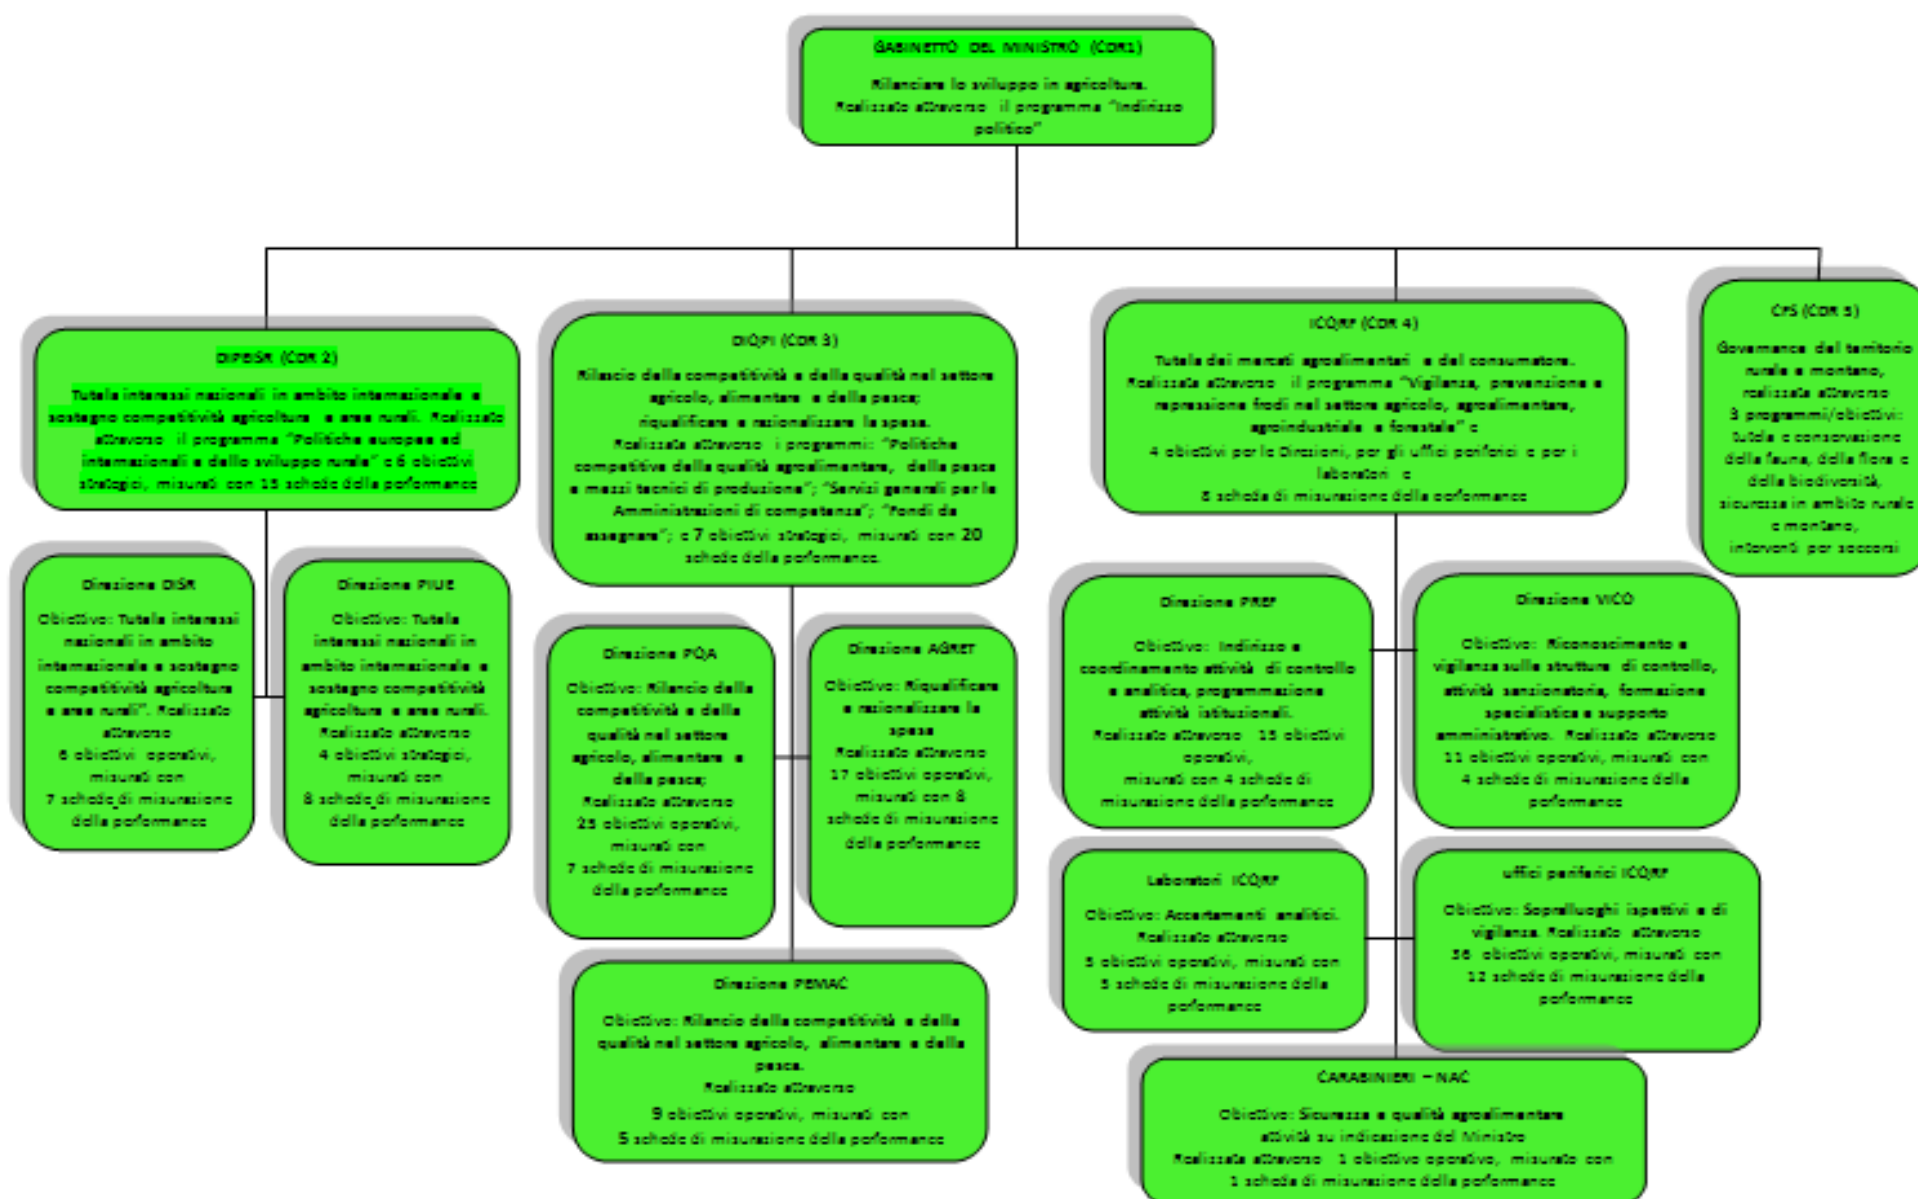 GABINETTO DEL MINISTRO (CDR1)
Rilanciare lo sviluppo in agricoltura.
Realizzato attraverso il programma "Indirizzo
politico"
DIPEISR (CDR 2)
Tutela interessi nazionali in ambito internazionale e
sostegno competitività agricoltura e aree rurali. Realizzato
attraverso il programma "Politiche europee ed
internazionali e dello sviluppo rurale" e 6 obiettivi
strategici, misurati con 15 schede della performance
DIQPI (CDR 3)
Rilascio della competitività e della qualità nel settore
agricolo, alimentare e della pesca;
riqualificare e razionalizzare la spesa.
Realizzata attraverso i programmi: "Politiche
competitive della qualità agroalimentare, della pesca
e mezzi tecnici di produzione"; "Servizi generali per le
Amministrazioni di competenza"; "Fondi da
assegnare"; e 7 obiettivi strategici, misurati con 20
schede della performance.
ICQRF (CDR 4)
Tutela dei mercati agroalimentari e del consumatore.
Realizzata attraverso il programma "Vigilanza, prevenzione e
repressione frodi nel settore agricolo, agroalimentare,
agroindustriale e forestale" e
4 obiettivi per le Direzioni, per gli uffici periferici e per i
laboratori e
8 scheda di misurazione della performance
CFS (CDR 5)
Governance del territorio
rurale e montano,
realizzata attraverso
3 programmi/obiettivi:
tutela e conservazione
della fauna, della flora e
della biodiversità,
sicurezza in ambito rurale
e montano,
interventi per soccorsi
Direzione DISR
Obiettivo: Tutela interessi
nazionali in ambito
internazionale e sostegno
competitività agricoltura
e aree rurali". Realizzato
attraverso
6 obiettivi operativi,
misurati con
7 schede di misurazione
della performance
Direzione PIUE
Obiettivo: Tutela
interessi nazionali in
ambito internazionale e
sostegno competitività
agricoltura e aree rurali.
Realizzato attraverso
4 obiettivi strategici,
misurati con
8 schede di misurazione
della performance
Direzione PQA
Obiettivo: Rilancio della
competitività e della
qualità nel settore
agricolo, alimentare e
della pesca;
Realizzato attraverso
25 obiettivi operativi,
misurati con
7 schede di misurazione
della performance
Direzione AGRET
Obiettivo: Riqualificare
e razionalizzare la
spesa
Realizzato attraverso
17 obiettivi operativi,
misurati con 8
schede di misurazione
della performance
Direzione PEMAC
Obiettivo: Rilancio della competitività e della
qualità nel settore agricolo, alimentare e della
pesca.
Realizzato attraverso
9 obiettivi operativi, misurati con
5 schede di misurazione della performance
Direzione PREF
Obiettivo: Indirizzo e
coordinamento attività di controllo
e analitica, programmazione
attività istituzionali.
Realizzato attraverso 15 obiettivi
operativi,
misurati con 4 schede di
misurazione della performance
Direzione VICO
Obiettivo: Riconoscimento e
vigilanza sulle strutture di controllo,
attività sanzionatoria, formazione
specialistica e supporto
amministrativo. Realizzato attraverso
11 obiettivi operativi, misurati con
4 schede di misurazione della
performance
Laboratori ICQRF
Obiettivo: Accertamenti analitici.
Realizzato attraverso
5 obiettivi operativi, misurati con
5 schede di misurazione della
performance
uffici periferici ICQRF
Obiettivo: Sopralluoghi ispettivi e di
vigilanza. Realizzato attraverso
36 obiettivi operativi, misurati con
12 schede di misurazione della
performance
CARABINIERI – NAC
Obiettivo: Sicurezza e qualità agroalimentare
attività su indicazione del Ministro
Realizzata attraverso 1 obiettivo operativo, misurato con
1 scheda di misurazione della performance